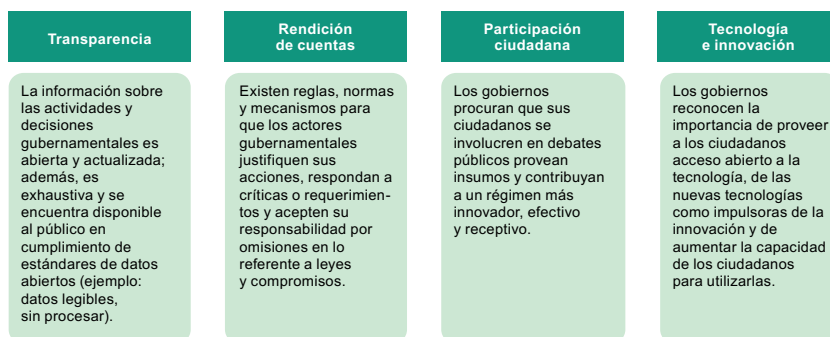 Transparencia
La información sobre
las actividades y
decisiones
gubernamentales es
abierta y actualizada;
además, es
exhaustiva y se
encuentra disponible
al público en
cumplimiento de
estándares de datos
abiertos (ejemplo:
datos legibles,
sin procesar).
Rendición
de cuentas
Existen reglas, normas
y mecanismos para
que los actores
gubernamentales
justifiquen sus
acciones, respondan a
críticas o requerimien-
tos y acepten su
responsabilidad por
omisiones en lo
referente a leyes
y compromisos.
Participación
ciudadana
Los gobiernos
procuran que sus
ciudadanos se
involucren en debates
públicos provean
insumos y contribuyan
a un régimen más
innovador, efectivo
y receptivo.
Tecnología
e innovación
Los gobiernos
reconocen la
importancia de proveer
a los ciudadanos
acceso abierto a la
tecnología, de las
nuevas tecnologías
como impulsoras de la
innovación y de
aumentar la capacidad
de los ciudadanos
para utilizarlas.